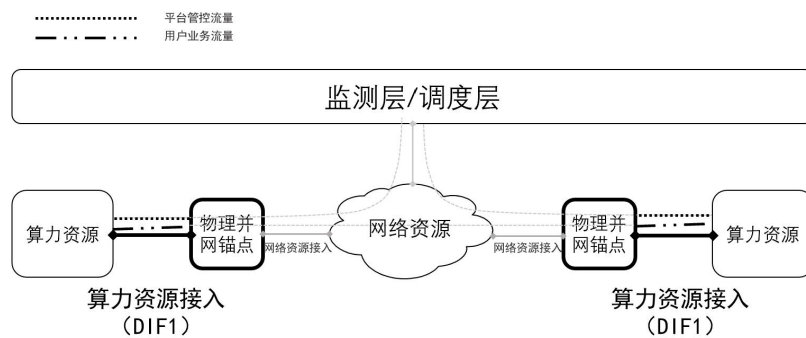 平台管控流量
用户业务流量
监测层/调度层
算力资源
物理并
网锚点
网络资源接入
网络资源
网络资源接入
物理并
网锚点
算力资源
算力资源接入
（DIF1）
算力资源接入
（DIF1）